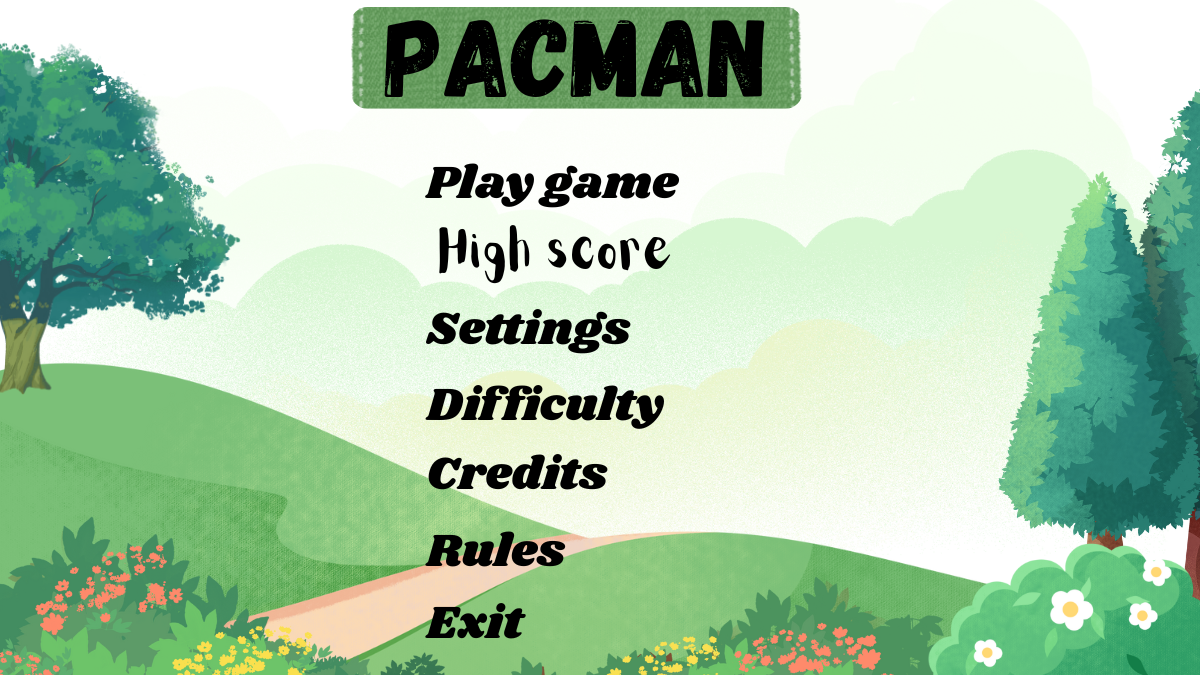 PACMAN
Play game
High score
Settings
Difficulty
Credits
Rules
Exit